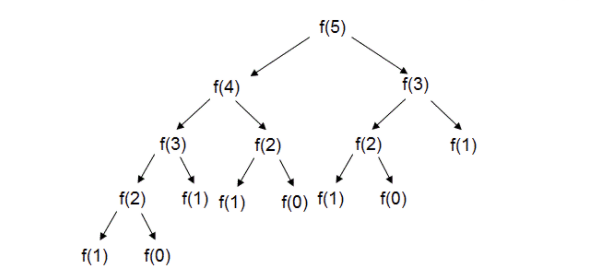 f(5)
f(4) f(3)
f(3) f(2) f(2) f(1)
f(2) f(1) f(1) f(0) f(1) f(0)
f(1) f(0)